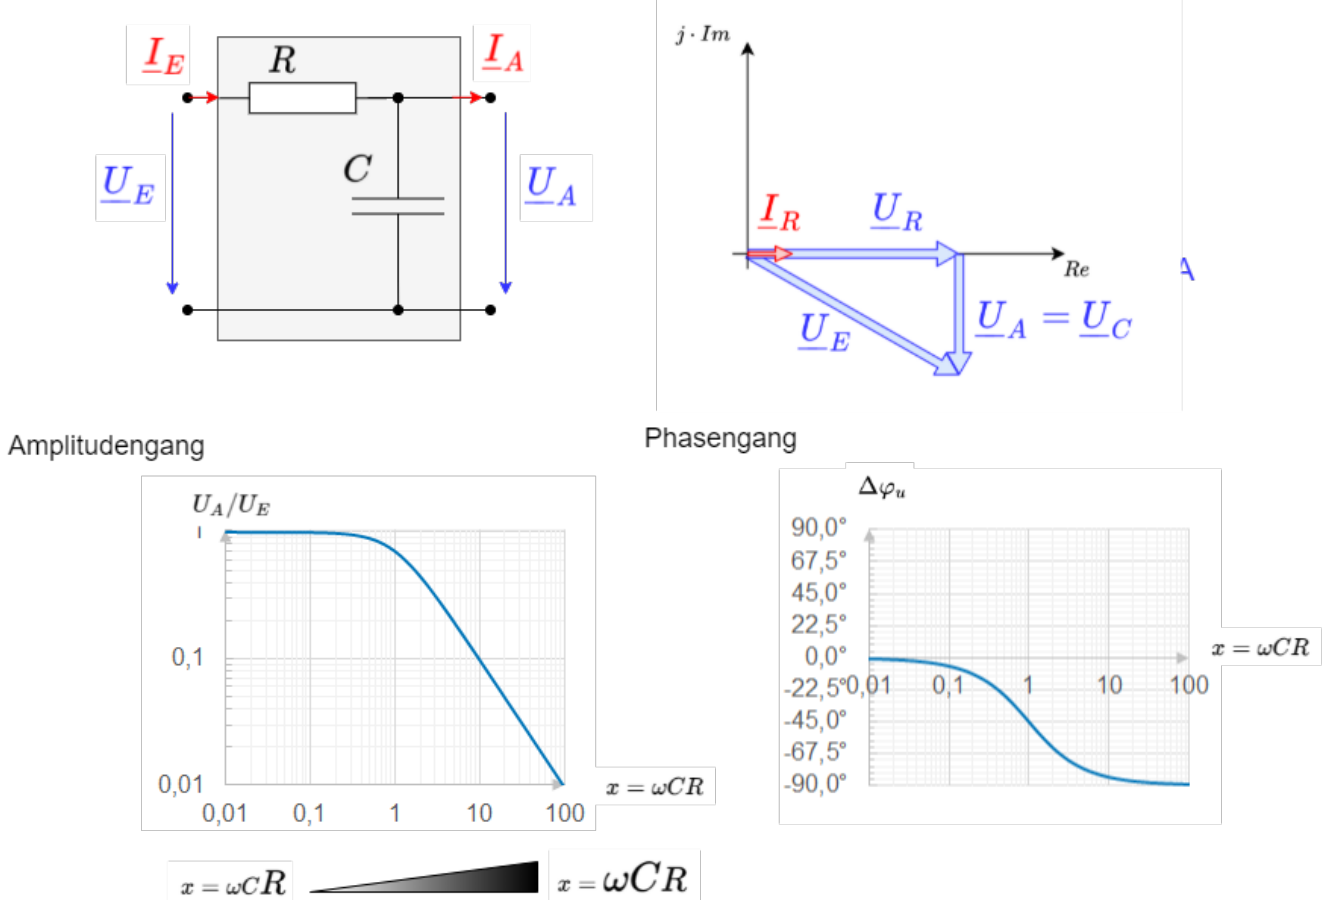 I_E
R
I_A
C
U_E
U_A
j · Im
I_R
U_R
Re
A
U_E
U_A = U_C
Amplitudengang
Phasengang
U_A/U_E
1
0,1
0,01
0,01 0,1 1 10 100
x = ωCR
Δφ_u
90,0°
67,5°
45,0°
22,5°
0,0°
-22,5°
-45,0°
-67,5°
-90,0°
0,01 0,1 1 10 100
x = ωCR
x = ωCR
x = ωCR